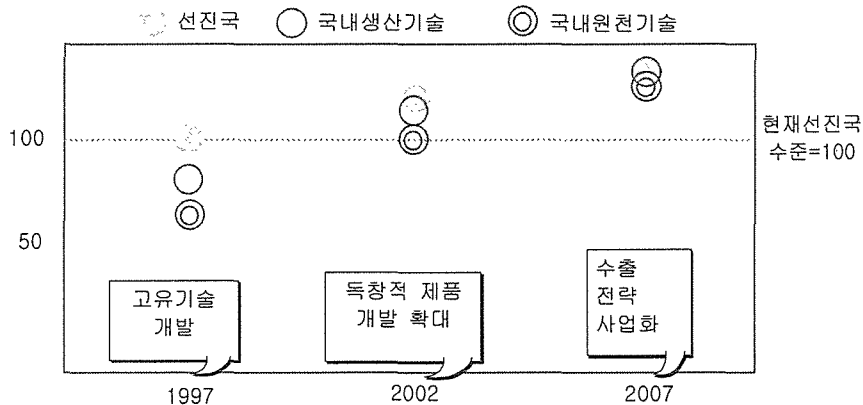 선진국 국내생산기술 국내원천기술
100
현재선진국
수준=100
50
고유기술
개발
독창적 제품
개발 확대
수출
전략
사업화
1997 2002 2007